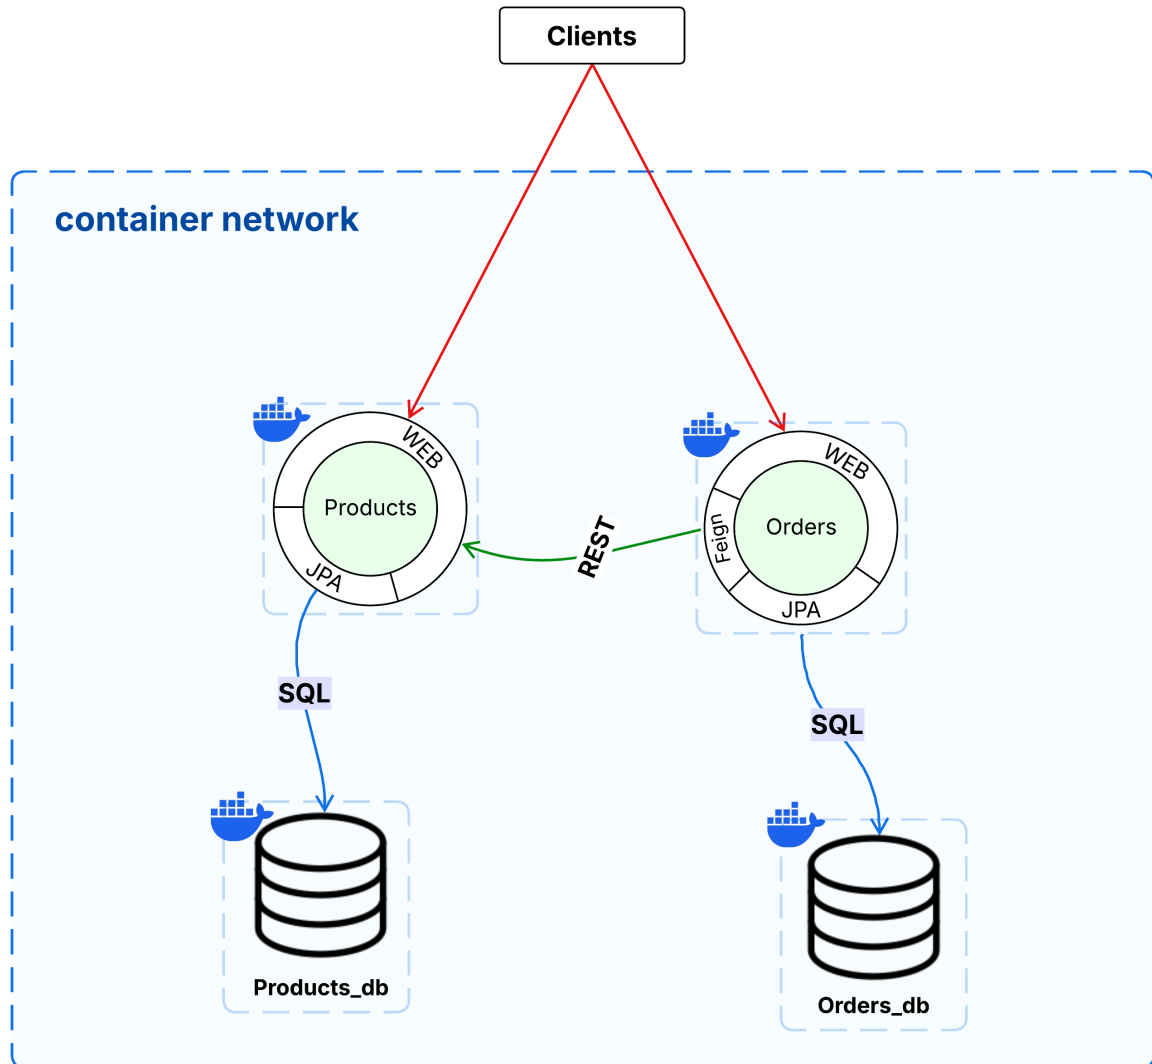 Clients
container network
WEB
Products
JPA
REST
WEB
Feign
Orders
JPA
SQL
SQL
Products_db
Orders_db